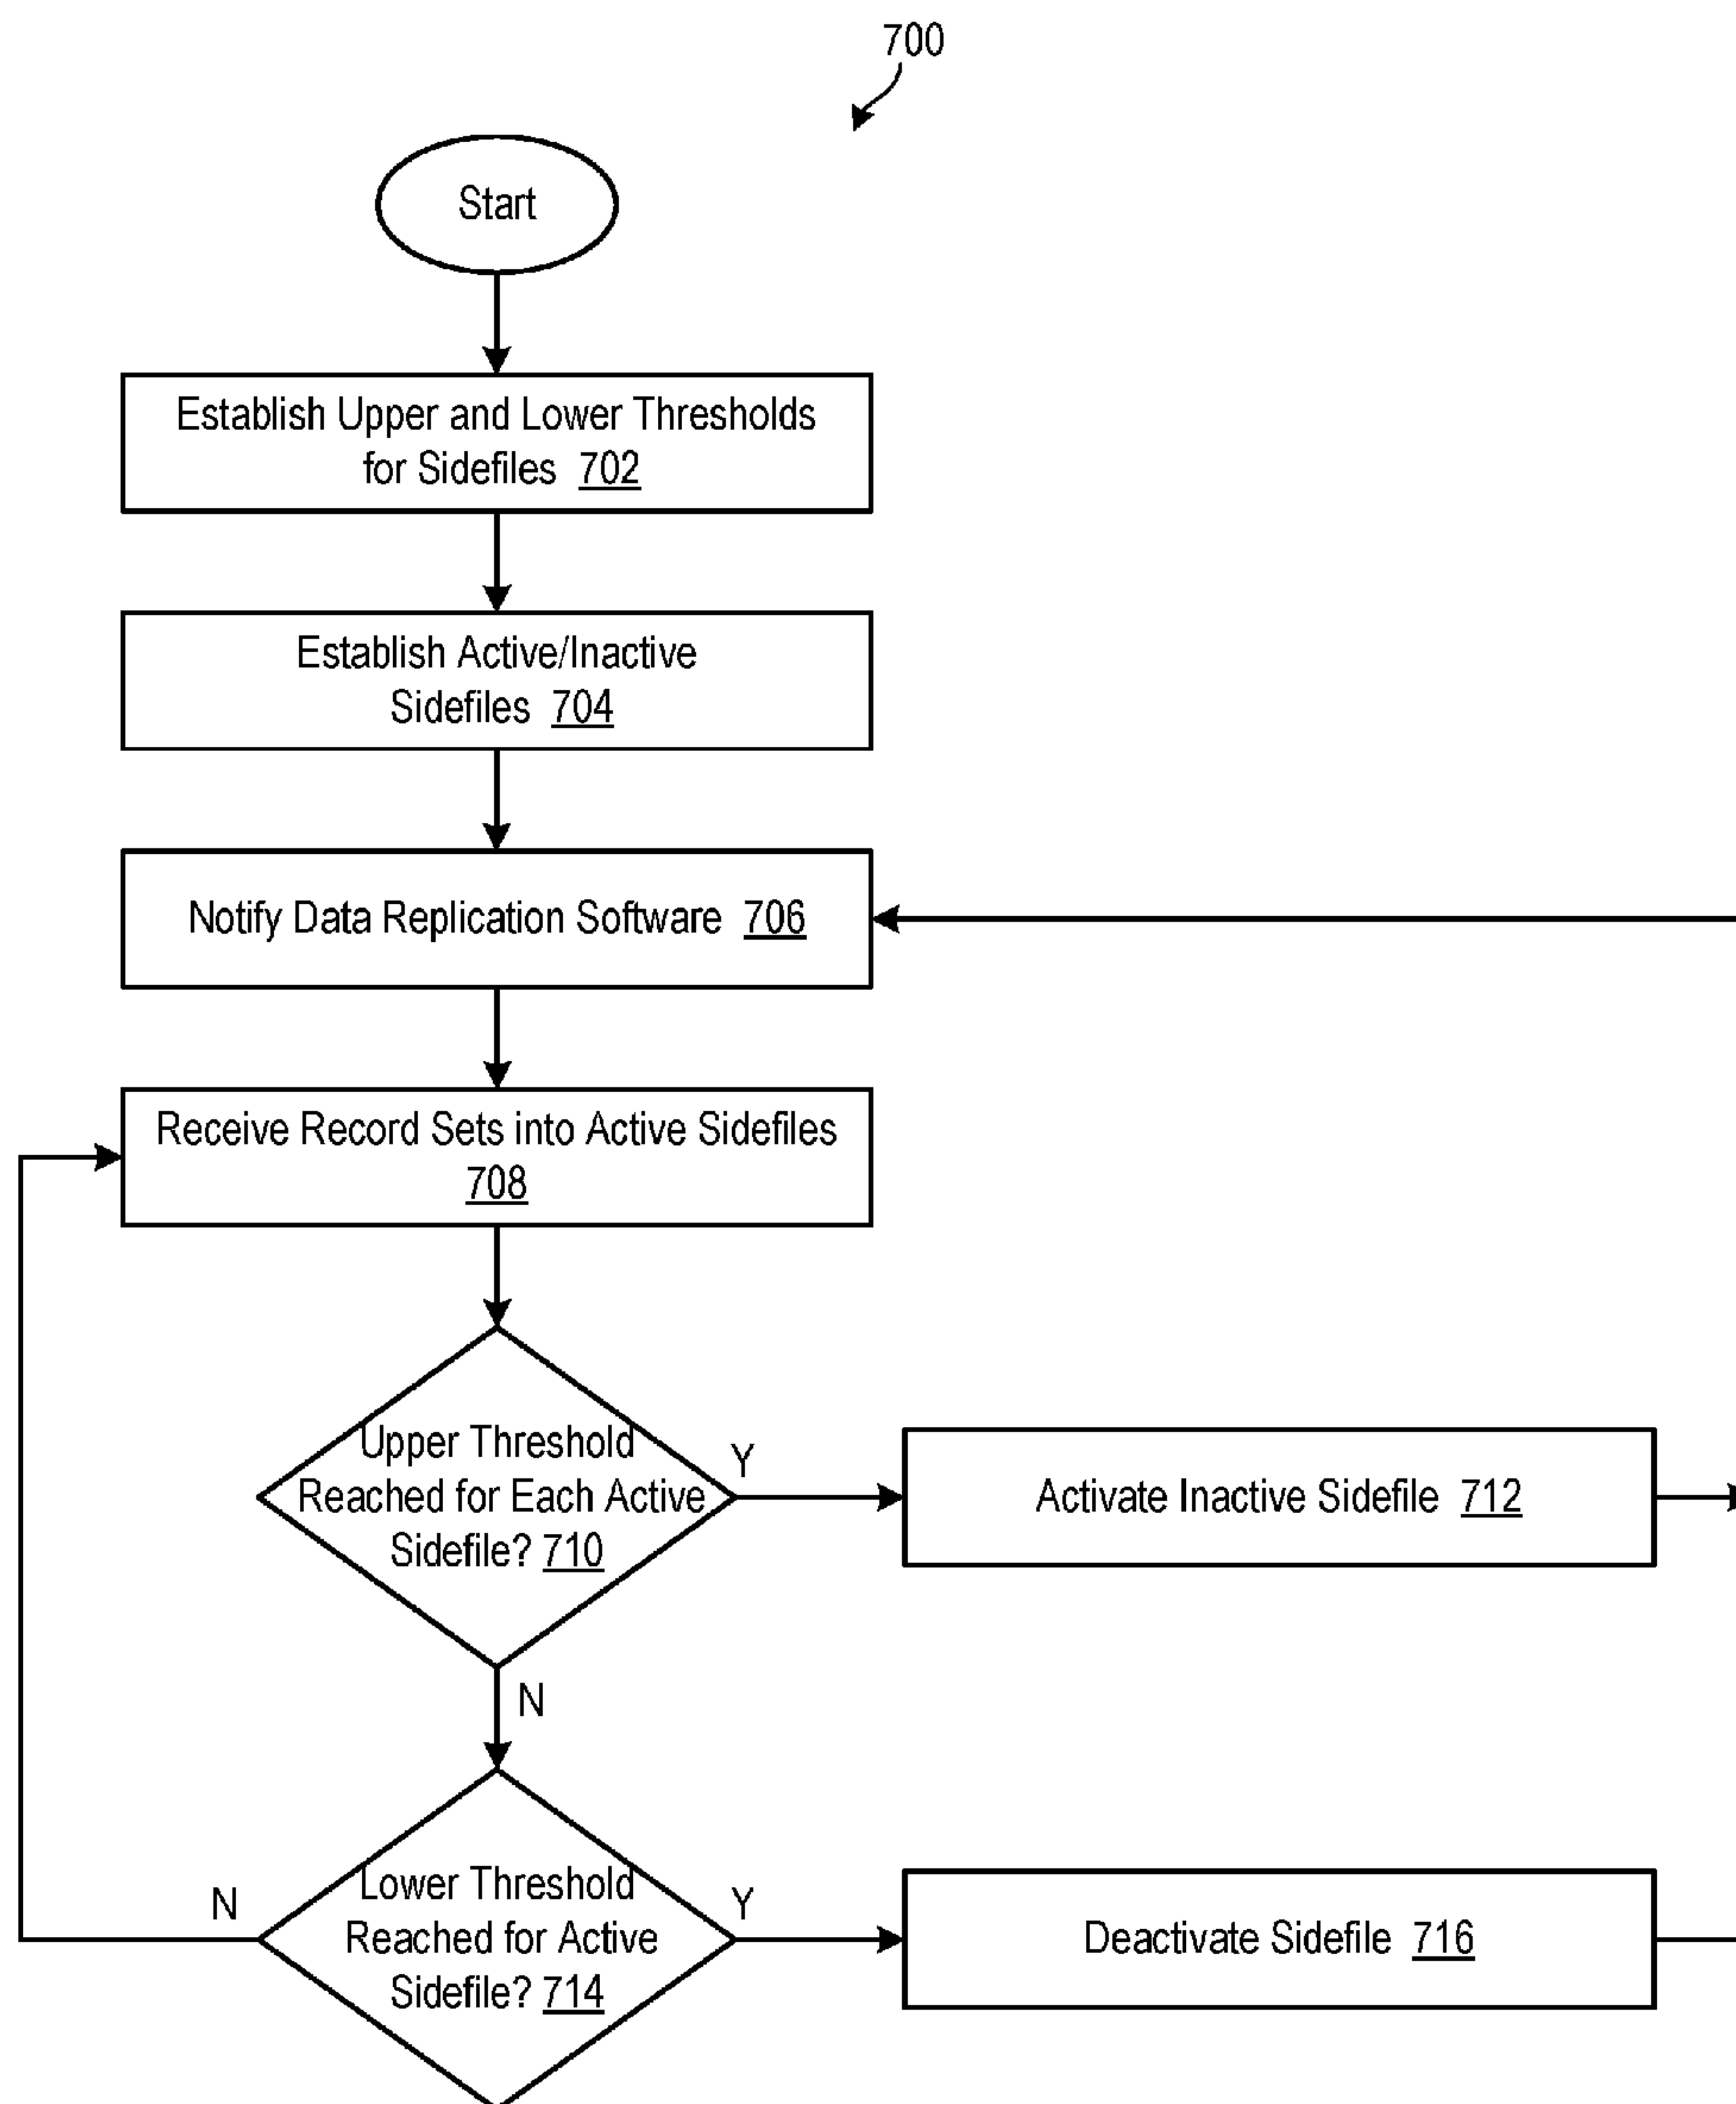 700
Start
Establish Upper and Lower Thresholds
for Sidefiles 702
Establish Active/Inactive
Sidefiles 704
Notify Data Replication Software 706
Receive Record Sets into Active Sidefiles
708
Upper Threshold
Reached for Each Active
Sidefile? 710
Y
Activate Inactive Sidefile 712
N
Lower Threshold
Reached for Active
Sidefile? 714
N
Y
Deactivate Sidefile 716